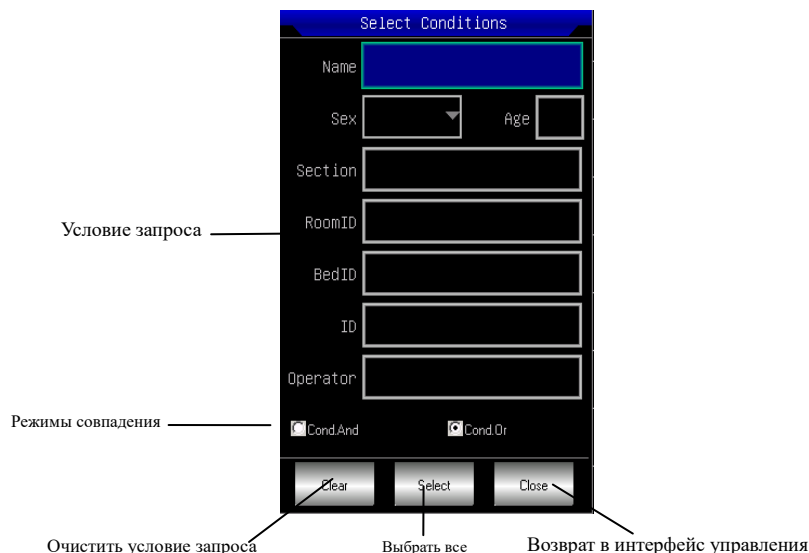 Select Conditions
Name
Sex Age
Section
Условие запроса RoomID
BedID
ID
Operator
Режимы совпадения Cond.And Cond.Or
Clear Select Close
Очистить условие запроса Выбрать все Возврат в интерфейс управления